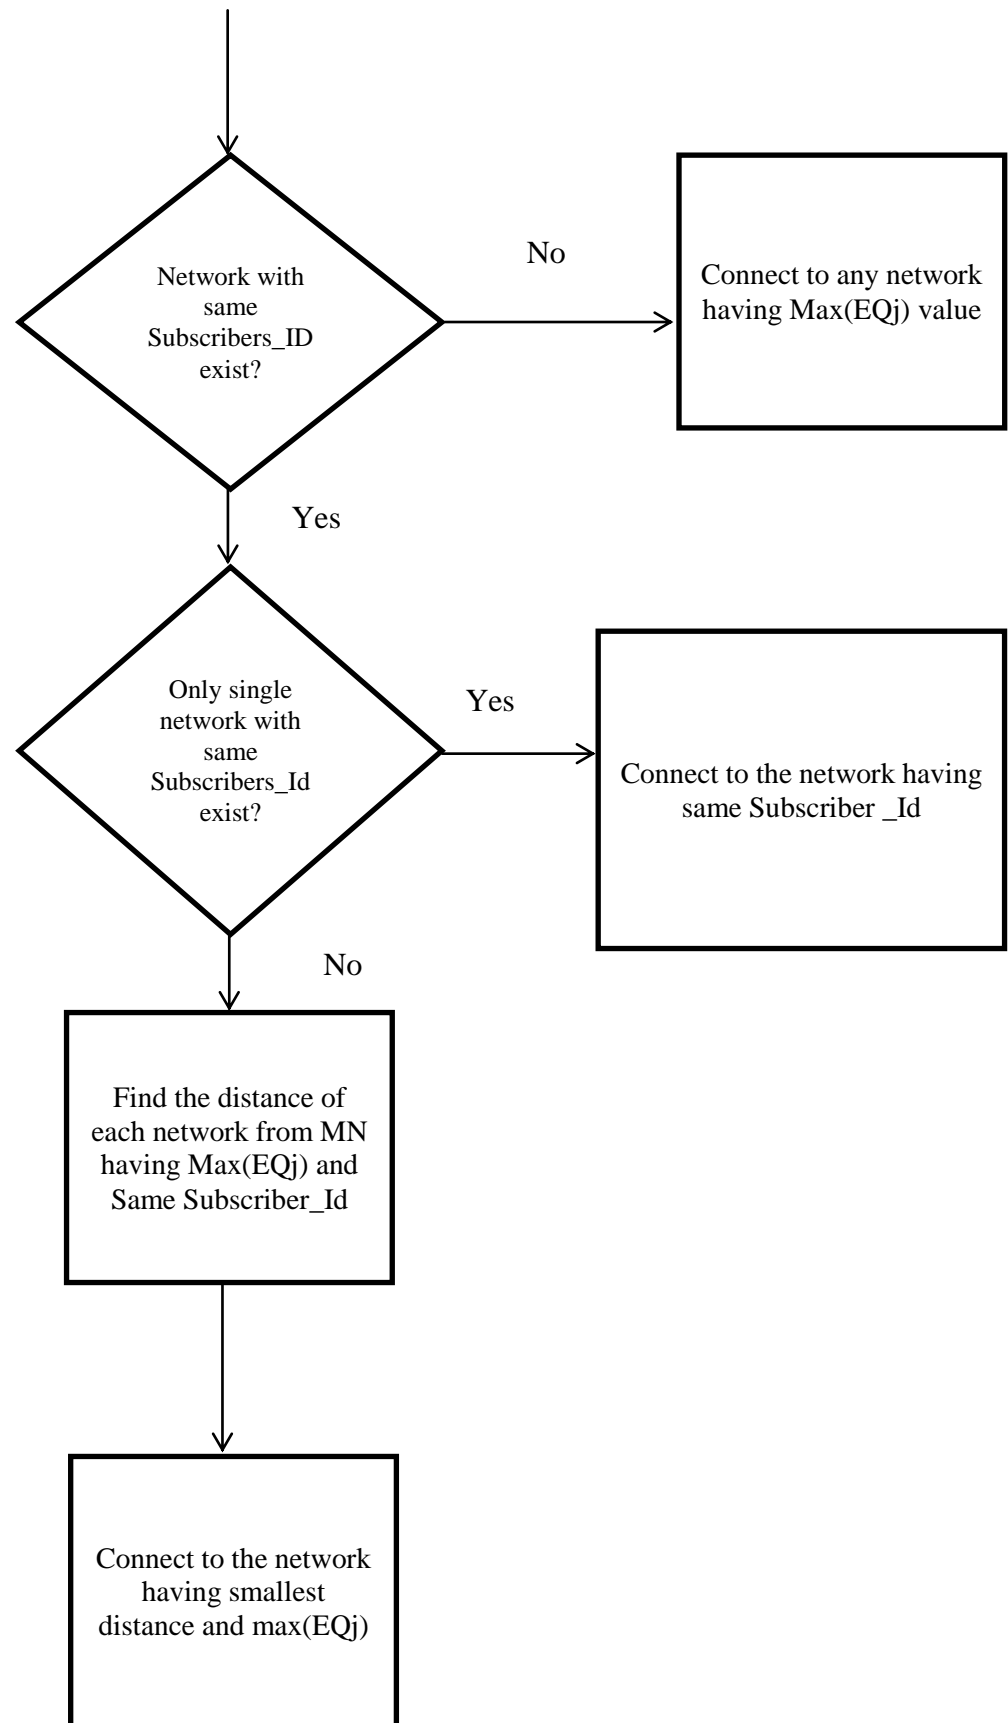 Network with
same
Subscribers_ID
exist?
No
Connect to any network
having Max(EQj) value
Yes
Only single
network with
same
Subscribers_Id
exist?
Yes
Connect to the network having
same Subscriber _Id
No
Find the distance of
each network from MN
having Max(EQj) and
Same Subscriber_Id
Connect to the network
having smallest
distance and max(EQj)